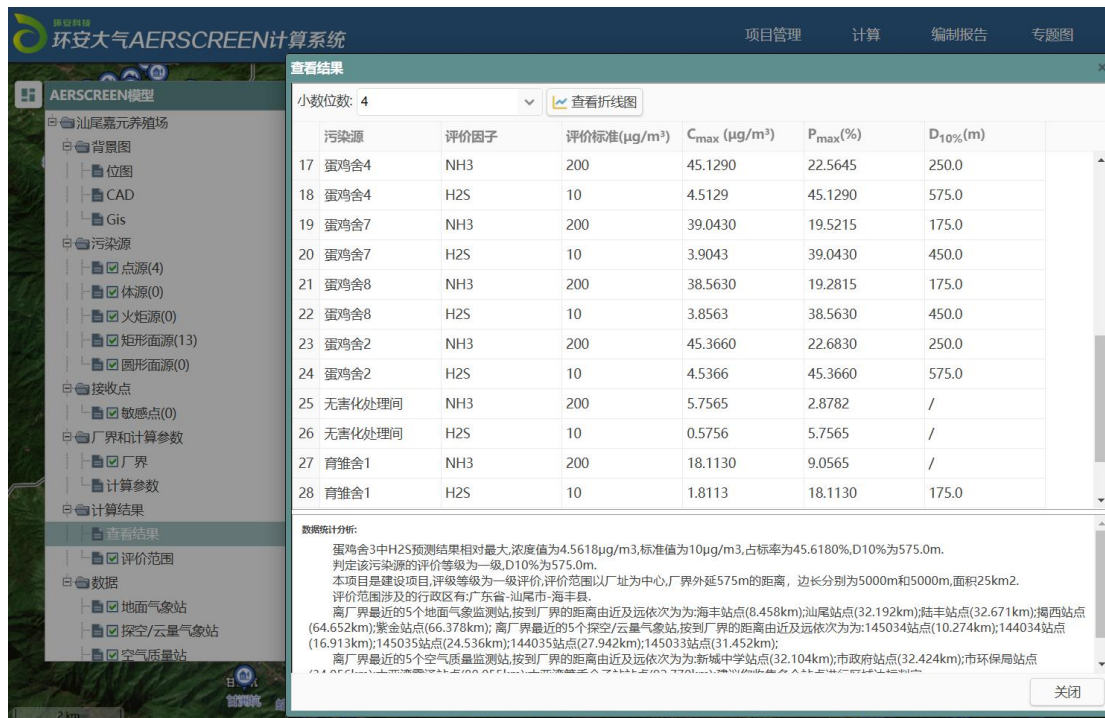 环安科技
环安大气AERSCREEN计算系统
项目管理 计算 编制报告 专题图
AERSCREEN模型
汕尾嘉元养殖场
背景图
位图
CAD
Gis
污染源
点源(4)
体源(0)
火炬源(0)
矩形面源(13)
圆形面源(0)
接收点
敏感点(0)
厂界和计算参数
厂界
计算参数
计算结果
查看结果
评价范围
数据
地面气象站
探空/云量气象站
空气质量站
2 km
查看结果
小数位数: 4 查看折线图
污染源 评价因子 评价标准(μg/m³) Cmax (μg/m³) Pmax(%) D10%(m)
17 蛋鸡舍4 NH3 200 45.1290 22.5645 250.0
18 蛋鸡舍4 H2S 10 4.5129 45.1290 575.0
19 蛋鸡舍7 NH3 200 39.0430 19.5215 175.0
20 蛋鸡舍7 H2S 10 3.9043 39.0430 450.0
21 蛋鸡舍8 NH3 200 38.5630 19.2815 175.0
22 蛋鸡舍8 H2S 10 3.8563 38.5630 450.0
23 蛋鸡舍2 NH3 200 45.3660 22.6830 250.0
24 蛋鸡舍2 H2S 10 4.5366 45.3660 575.0
25 无害化处理间 NH3 200 5.7565 2.8782 /
26 无害化处理间 H2S 10 0.5756 5.7565 /
27 育雏舍1 NH3 200 18.1130 9.0565 /
28 育雏舍1 H2S 10 1.8113 18.1130 175.0
数据统计分析:
蛋鸡舍3中H2S预测结果相对最大,浓度值为4.5618μg/m3,标准值为10μg/m3,占标率为45.6180%,D10%为575.0m.
判定该污染源的评价等级为一级,D10%为575.0m.
本项目是建设项目,评级等级为一级评价,评价范围以厂址为中心,厂界外延575m的距离，边长分别为5000m和5000m,面积25km2.
评价范围涉及的行政区有:广东省-汕尾市-海丰县.
离厂界最近的5个地面气象监测站,按到厂界的距离由近及远依次为为:海丰站点(8.458km);汕尾站点(32.192km);陆丰站点(32.671km);揭西站点
(64.652km);紫金站点(66.378km); 离厂界最近的5个探空/云量气象站,按到厂界的距离由近及远依次为为:145034站点(10.274km);144034站点
(16.913km);145035站点(24.536km);144035站点(27.942km);145033站点(31.452km);
离厂界最近的5个空气质量监测站,按到厂界的距离由近及远依次为为:新城中学站点(32.104km);市政府站点(32.424km);市环保局站点
关闭